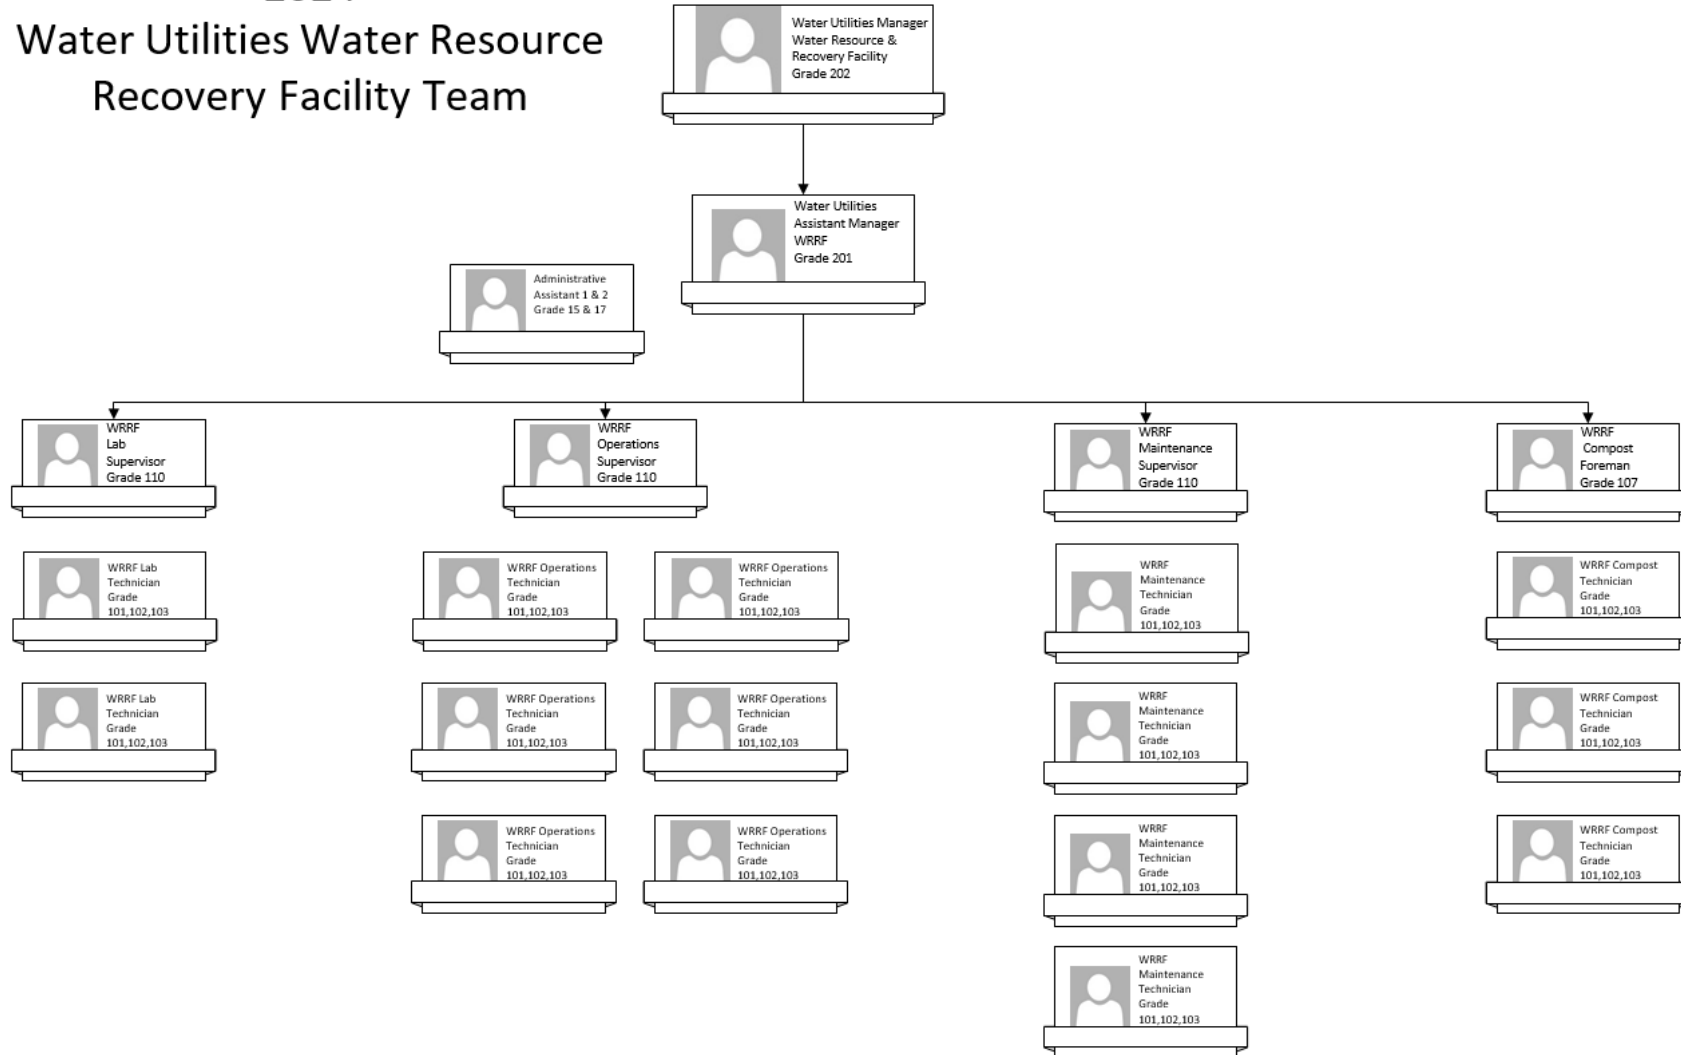 Water Utilities Water Resource
Recovery Facility Team
Water Utilities Manager
Water Resource &
Recovery Facility
Grade 202
Water Utilities
Assistant Manager
WRRF
Grade 201
Administrative
Assistant 1 & 2
Grade 15 & 17
WRRF
Lab
Supervisor
Grade 110
WRRF
Operations
Supervisor
Grade 110
WRRF
Maintenance
Supervisor
Grade 110
WRRF
Compost
Foreman
Grade 107
WRRF Lab
Technician
Grade
101,102,103
WRRF Operations
Technician
Grade
101,102,103
WRRF Operations
Technician
Grade
101,102,103
WRRF
Maintenance
Technician
Grade
101,102,103
WRRF Compost
Technician
Grade
101,102,103
WRRF Lab
Technician
Grade
101,102,103
WRRF Operations
Technician
Grade
101,102,103
WRRF Operations
Technician
Grade
101,102,103
WRRF
Maintenance
Technician
Grade
101,102,103
WRRF Compost
Technician
Grade
101,102,103
WRRF Operations
Technician
Grade
101,102,103
WRRF Operations
Technician
Grade
101,102,103
WRRF
Maintenance
Technician
Grade
101,102,103
WRRF Compost
Technician
Grade
101,102,103
WRRF
Maintenance
Technician
Grade
101,102,103